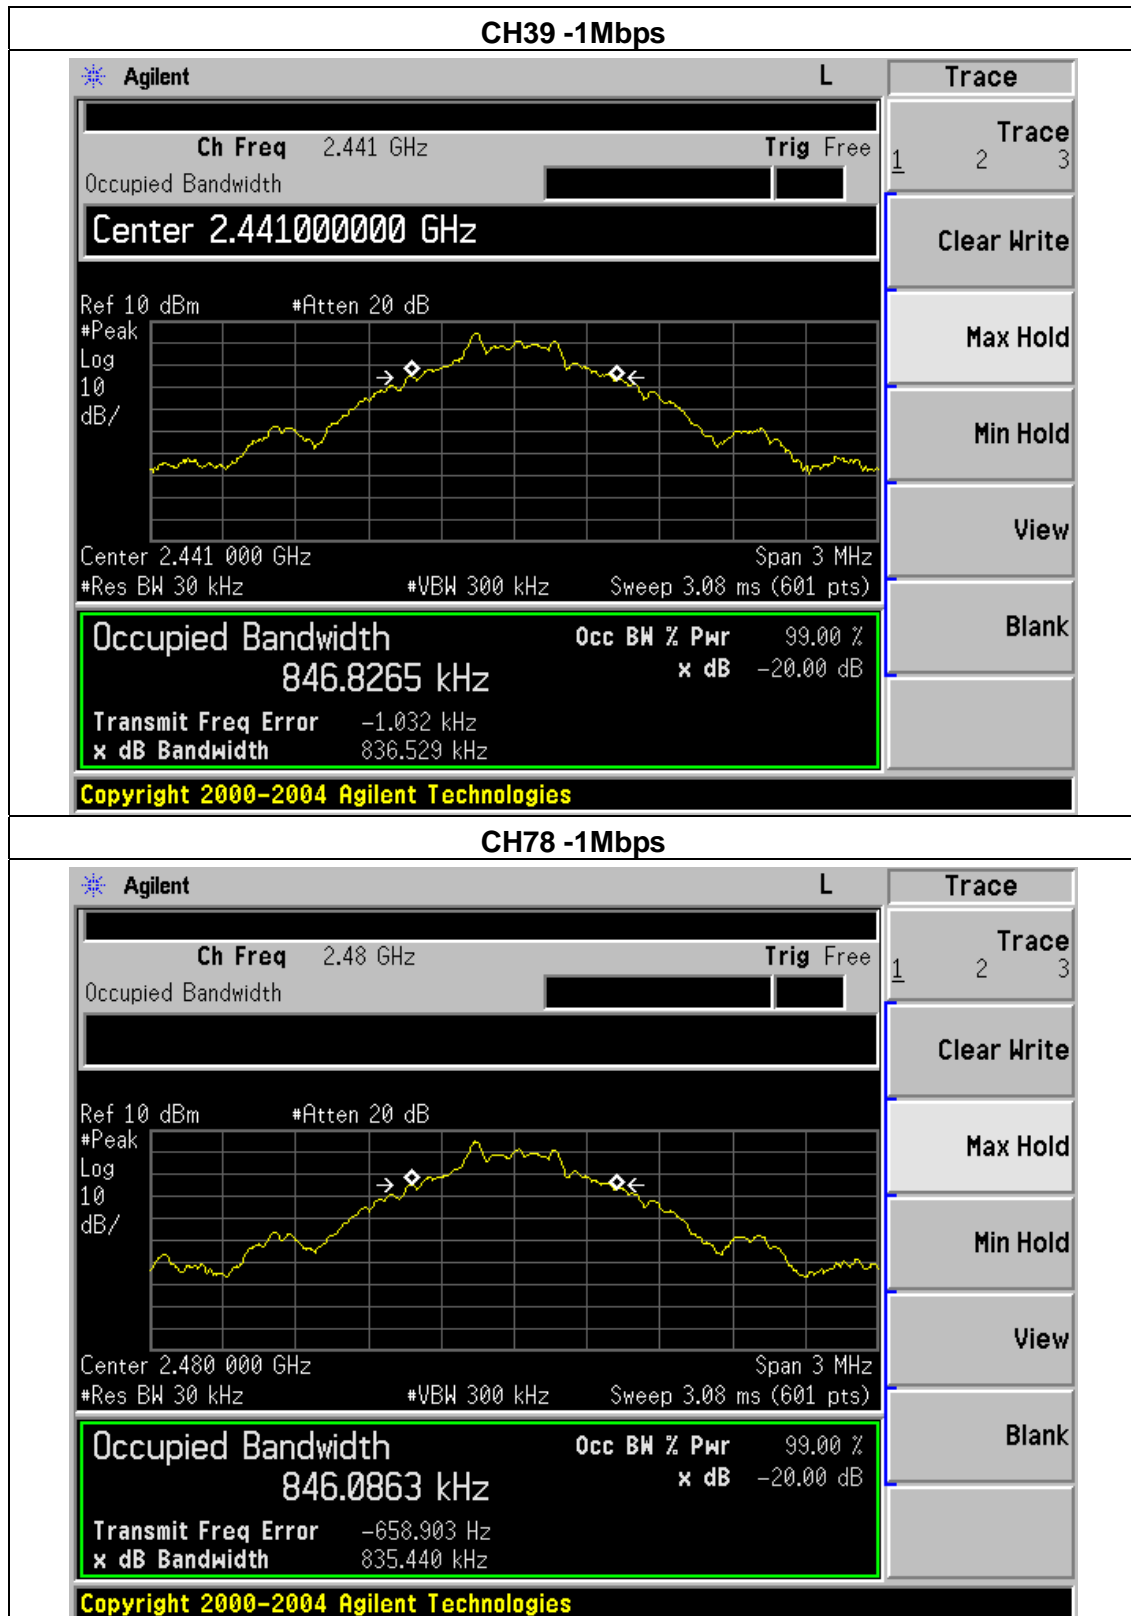 CH39 -1Mbps
Agilent L Trace
Ch Freq 2.441 GHz Trig Free
Occupied Bandwidth
Center 2.441000000 GHz
Ref 10 dBm #Atten 20 dB
#Peak
Log
10
dB/
Center 2.441 000 GHz Span 3 MHz
#Res BW 30 kHz #VBW 300 kHz Sweep 3.08 ms (601 pts)
Occupied Bandwidth Occ BW % Pwr 99.00 %
846.8265 kHz x dB -20.00 dB
Transmit Freq Error -1.032 kHz
x dB Bandwidth 836.529 kHz
Copyright 2000-2004 Agilent Technologies
Trace
1 2 3
Clear Write
Max Hold
Min Hold
View
Blank
CH78 -1Mbps
Agilent L Trace
Ch Freq 2.48 GHz Trig Free
Occupied Bandwidth
Ref 10 dBm #Atten 20 dB
#Peak
Log
10
dB/
Center 2.480 000 GHz Span 3 MHz
#Res BW 30 kHz #VBW 300 kHz Sweep 3.08 ms (601 pts)
Occupied Bandwidth Occ BW % Pwr 99.00 %
846.0863 kHz x dB -20.00 dB
Transmit Freq Error -658.903 Hz
x dB Bandwidth 835.440 kHz
Copyright 2000-2004 Agilent Technologies
Trace
1 2 3
Clear Write
Max Hold
Min Hold
View
Blank